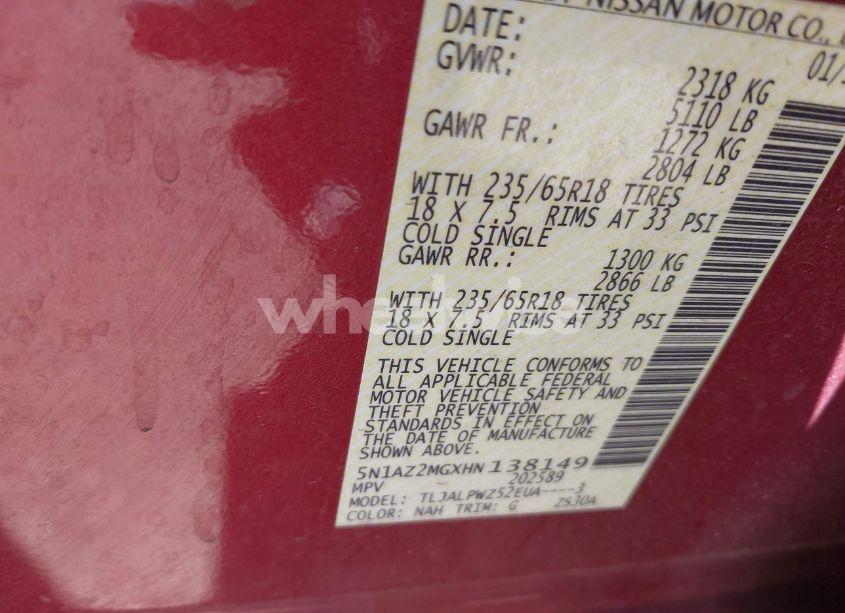 NISSAN MOTOR CO.,
DATE: 01/
GVWR: 2318 KG
5110 LB
GAWR FR.: 1272 KG
2804 LB
WITH 235/65R18 TIRES
18 X 7.5 RIMS AT 33 PSI
COLD SINGLE
GAWR RR.: 1300 KG
2866 LB
WITH 235/65R18 TIRES
18 X 7.5 RIMS AT 33 PSI
COLD SINGLE
THIS VEHICLE CONFORMS TO
ALL APPLICABLE FEDERAL
MOTOR VEHICLE SAFETY AND
THEFT PREVENTION
STANDARDS IN EFFECT ON
THE DATE OF MANUFACTURE
SHOWN ABOVE.
5N1AZ2MGXHN138149
MPV 202589
MODEL: TLJALPWZ52EUA----3
COLOR: NAH TRIM: G ZS30A